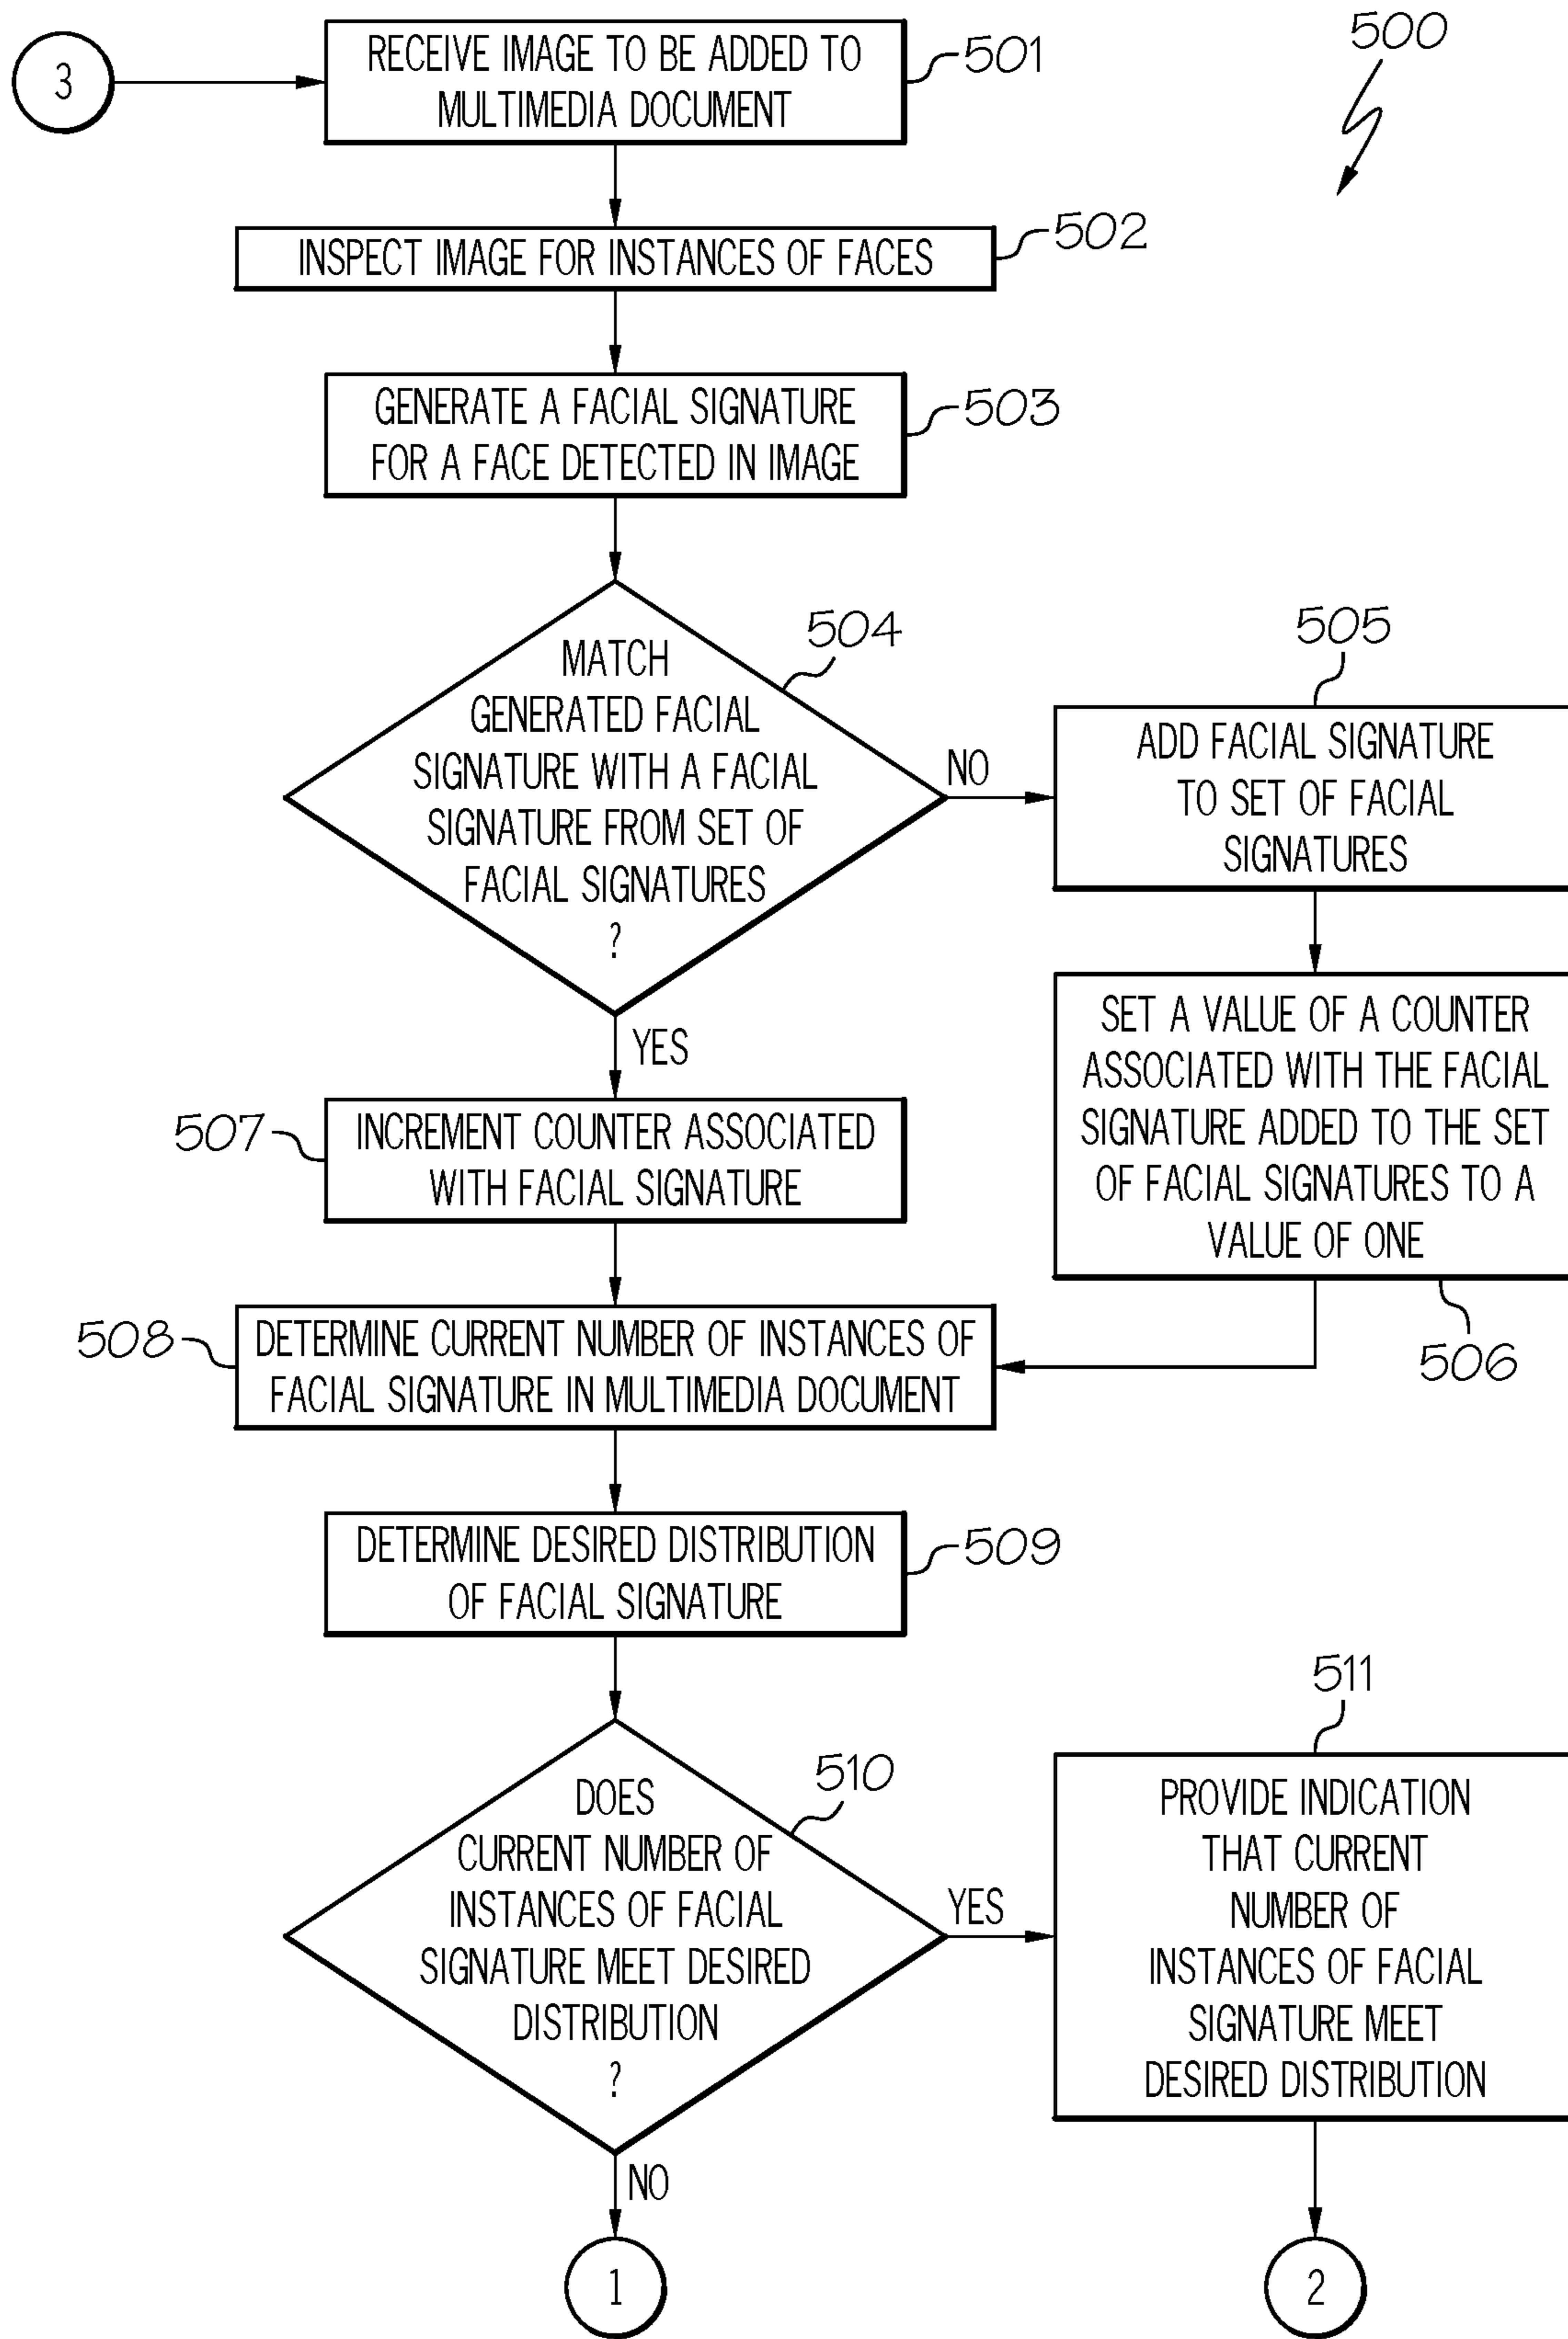 500
3
RECEIVE IMAGE TO BE ADDED TO
MULTIMEDIA DOCUMENT
501
INSPECT IMAGE FOR INSTANCES OF FACES
502
GENERATE A FACIAL SIGNATURE
FOR A FACE DETECTED IN IMAGE
503
MATCH
GENERATED FACIAL
SIGNATURE WITH A FACIAL
SIGNATURE FROM SET OF
FACIAL SIGNATURES
?
504
NO
505
ADD FACIAL SIGNATURE
TO SET OF FACIAL
SIGNATURES
SET A VALUE OF A COUNTER
ASSOCIATED WITH THE FACIAL
SIGNATURE ADDED TO THE SET
OF FACIAL SIGNATURES TO A
VALUE OF ONE
506
YES
507
INCREMENT COUNTER ASSOCIATED
WITH FACIAL SIGNATURE
508
DETERMINE CURRENT NUMBER OF INSTANCES OF
FACIAL SIGNATURE IN MULTIMEDIA DOCUMENT
DETERMINE DESIRED DISTRIBUTION
OF FACIAL SIGNATURE
509
DOES
CURRENT NUMBER OF
INSTANCES OF FACIAL
SIGNATURE MEET DESIRED
DISTRIBUTION
?
510
YES
511
PROVIDE INDICATION
THAT CURRENT
NUMBER OF
INSTANCES OF FACIAL
SIGNATURE MEET
DESIRED DISTRIBUTION
NO
1
2